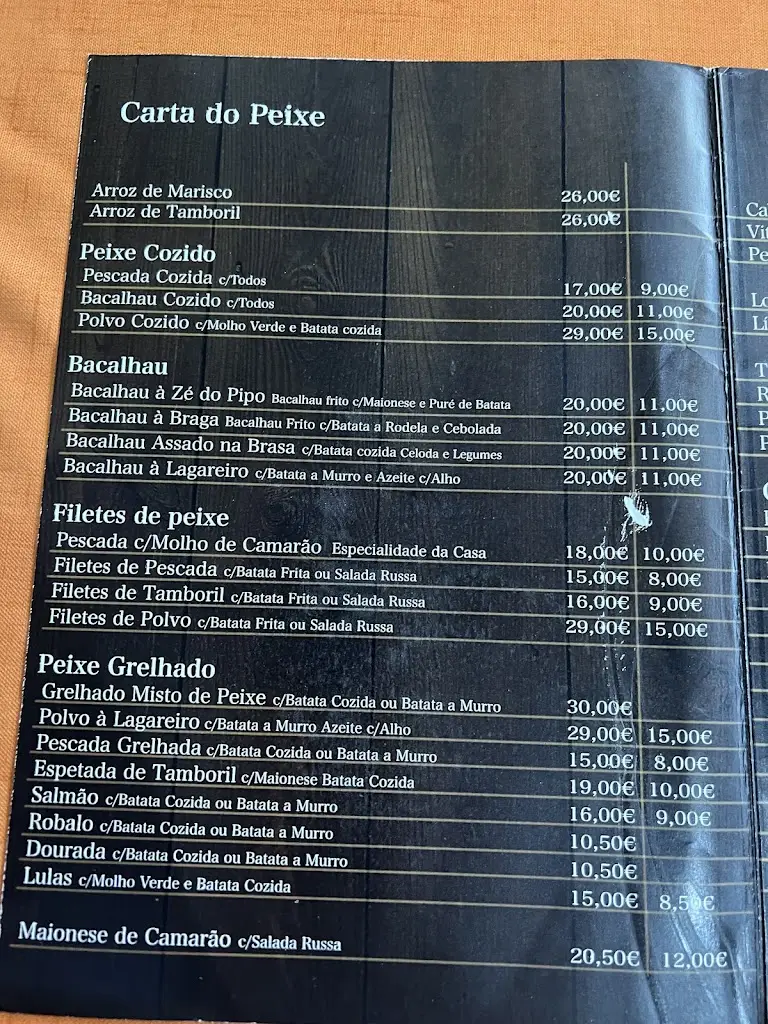 Carta do Peixe
Arroz de Marisco 26,00€
Arroz de Tamboril 26,00€
Peixe Cozido
Pescada Cozida c/Todos 17,00€ 9,00€
Bacalhau Cozido c/Todos 20,00€ 11,00€
Polvo Cozido c/Molho Verde e Batata cozida 29,00€ 15,00€
Bacalhau
Bacalhau à Zé do Pipo Bacalhau frito c/Maionese e Puré de Batata 20,00€ 11,00€
Bacalhau à Braga Bacalhau Frito c/Batata a Rodela e Cebolada 20,00€ 11,00€
Bacalhau Assado na Brasa c/Batata cozida Celoda e Legumes 20,00€ 11,00€
Bacalhau à Lagareiro c/Batata a Murro e Azeite c/Alho 20,00€ 11,00€
Filetes de peixe
Pescada c/Molho de Camarão Especialidade da Casa 18,00€ 10,00€
Filetes de Pescada c/Batata Frita ou Salada Russa 15,00€ 8,00€
Filetes de Tamboril c/Batata Frita ou Salada Russa 16,00€ 9,00€
Filetes de Polvo c/Batata Frita ou Salada Russa 29,00€ 15,00€
Peixe Grelhado
Grelhado Misto de Peixe c/Batata Cozida ou Batata a Murro 30,00€
Polvo à Lagareiro c/Batata a Murro Azeite c/Alho 29,00€ 15,00€
Pescada Grelhada c/Batata Cozida ou Batata a Murro 15,00€ 8,00€
Espetada de Tamboril c/Maionese Batata Cozida 19,00€ 10,00€
Salmão c/Batata Cozida ou Batata a Murro 16,00€ 9,00€
Robalo c/Batata Cozida ou Batata a Murro 10,50€
Dourada c/Batata Cozida ou Batata a Murro 10,50€
Lulas c/Molho Verde e Batata Cozida 15,00€ 8,50€
Maionese de Camarão c/Salada Russa 20,50€ 12,00€